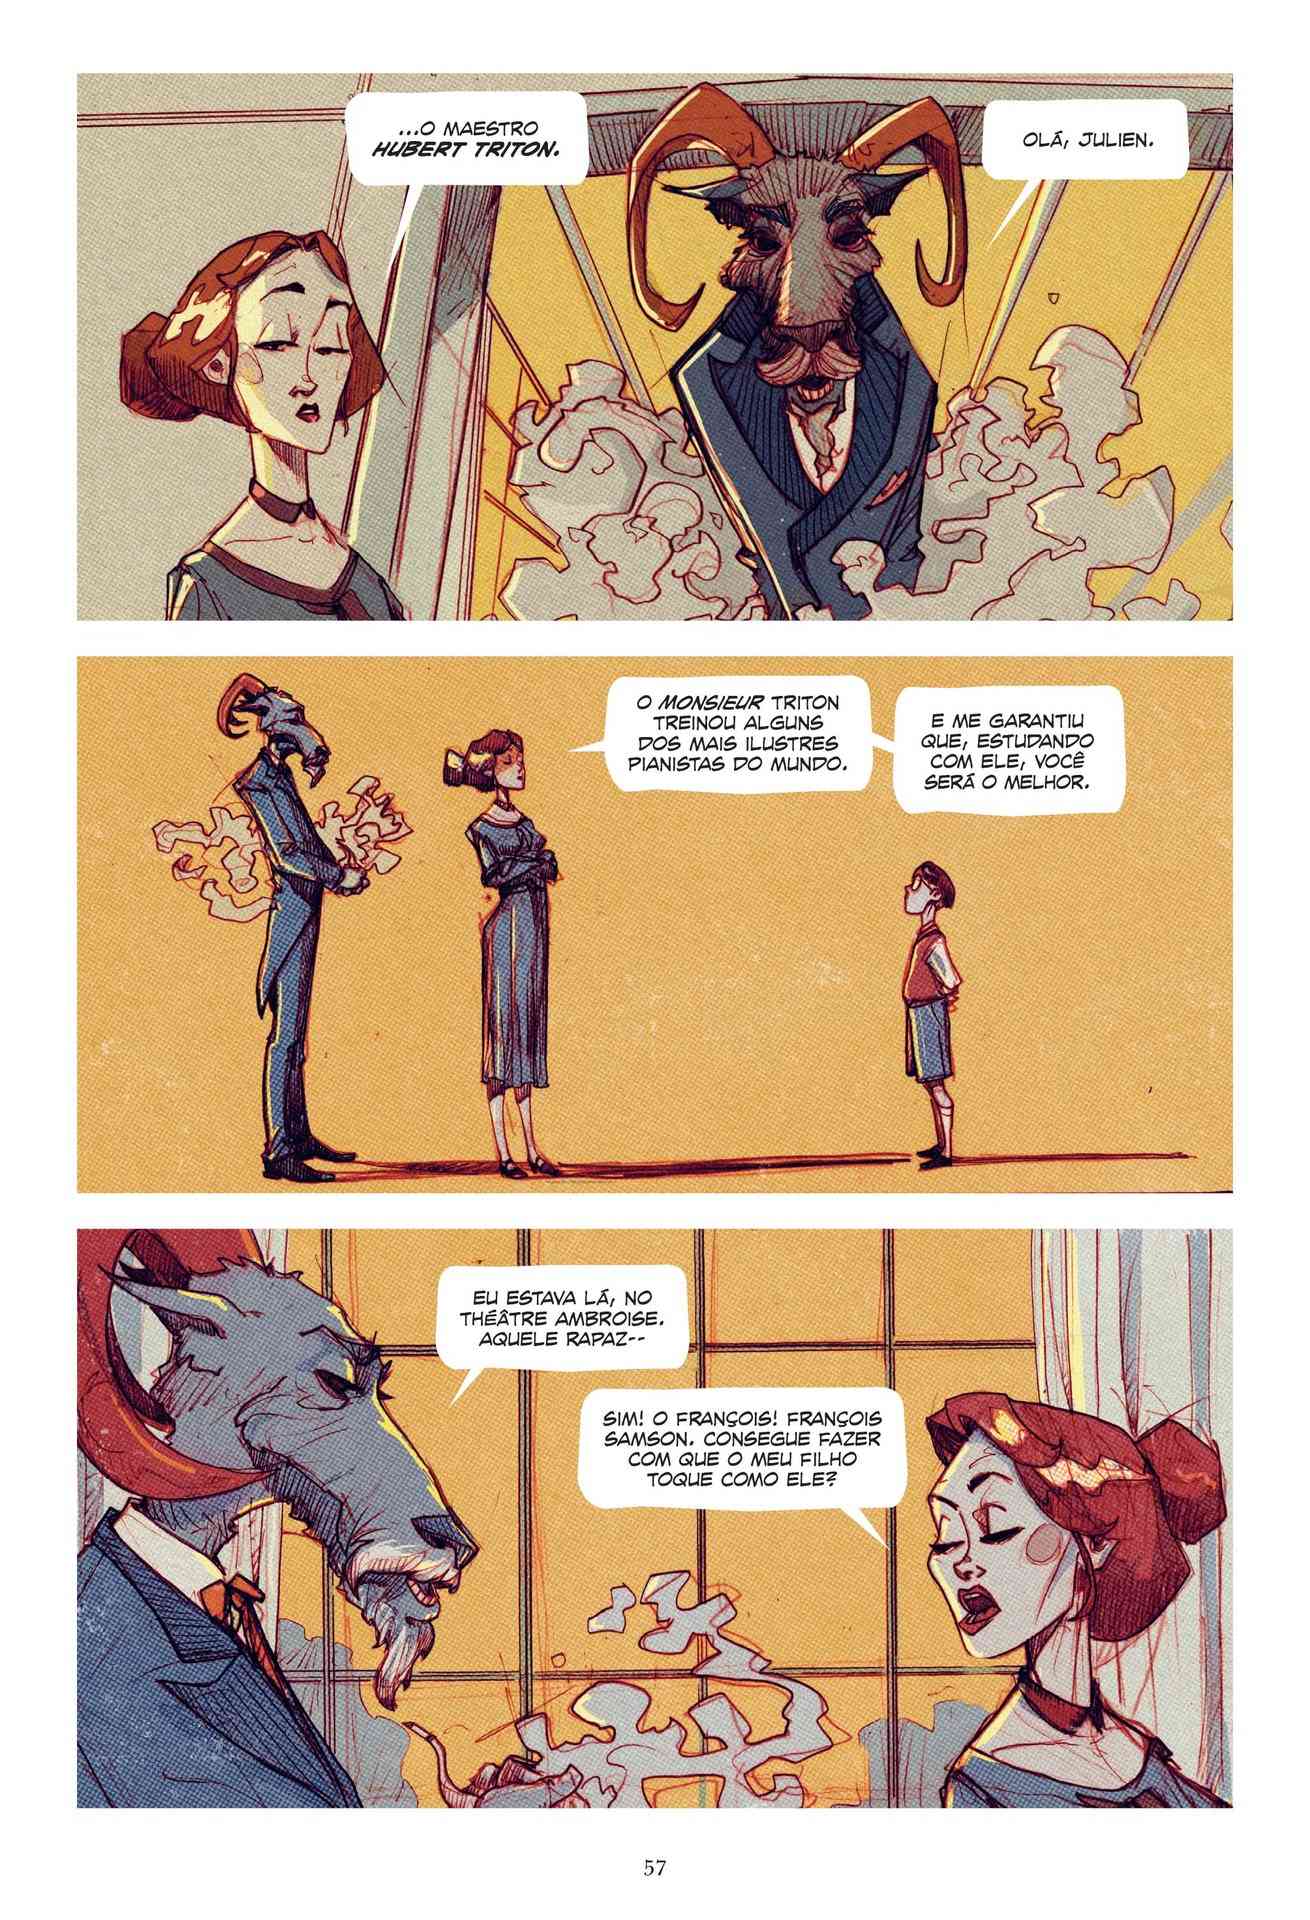 ...O MAESTRO
HUBERT TRITON.
OLÁ, JULIEN.
O MONSIEUR TRITON
TREINOU ALGUNS
DOS MAIS ILUSTRES
PIANISTAS DO MUNDO.
E ME GARANTIU
QUE, ESTUDANDO
COM ELE, VOCÊ
SERÁ O MELHOR.
EU ESTAVA LÁ, NO
THÉÂTRE AMBROISE.
AQUELE RAPAZ--
SIM! O FRANÇOIS! FRANÇOIS
SAMSON. CONSEGUE FAZER
COM QUE O MEU FILHO
TOQUE COMO ELE?
57